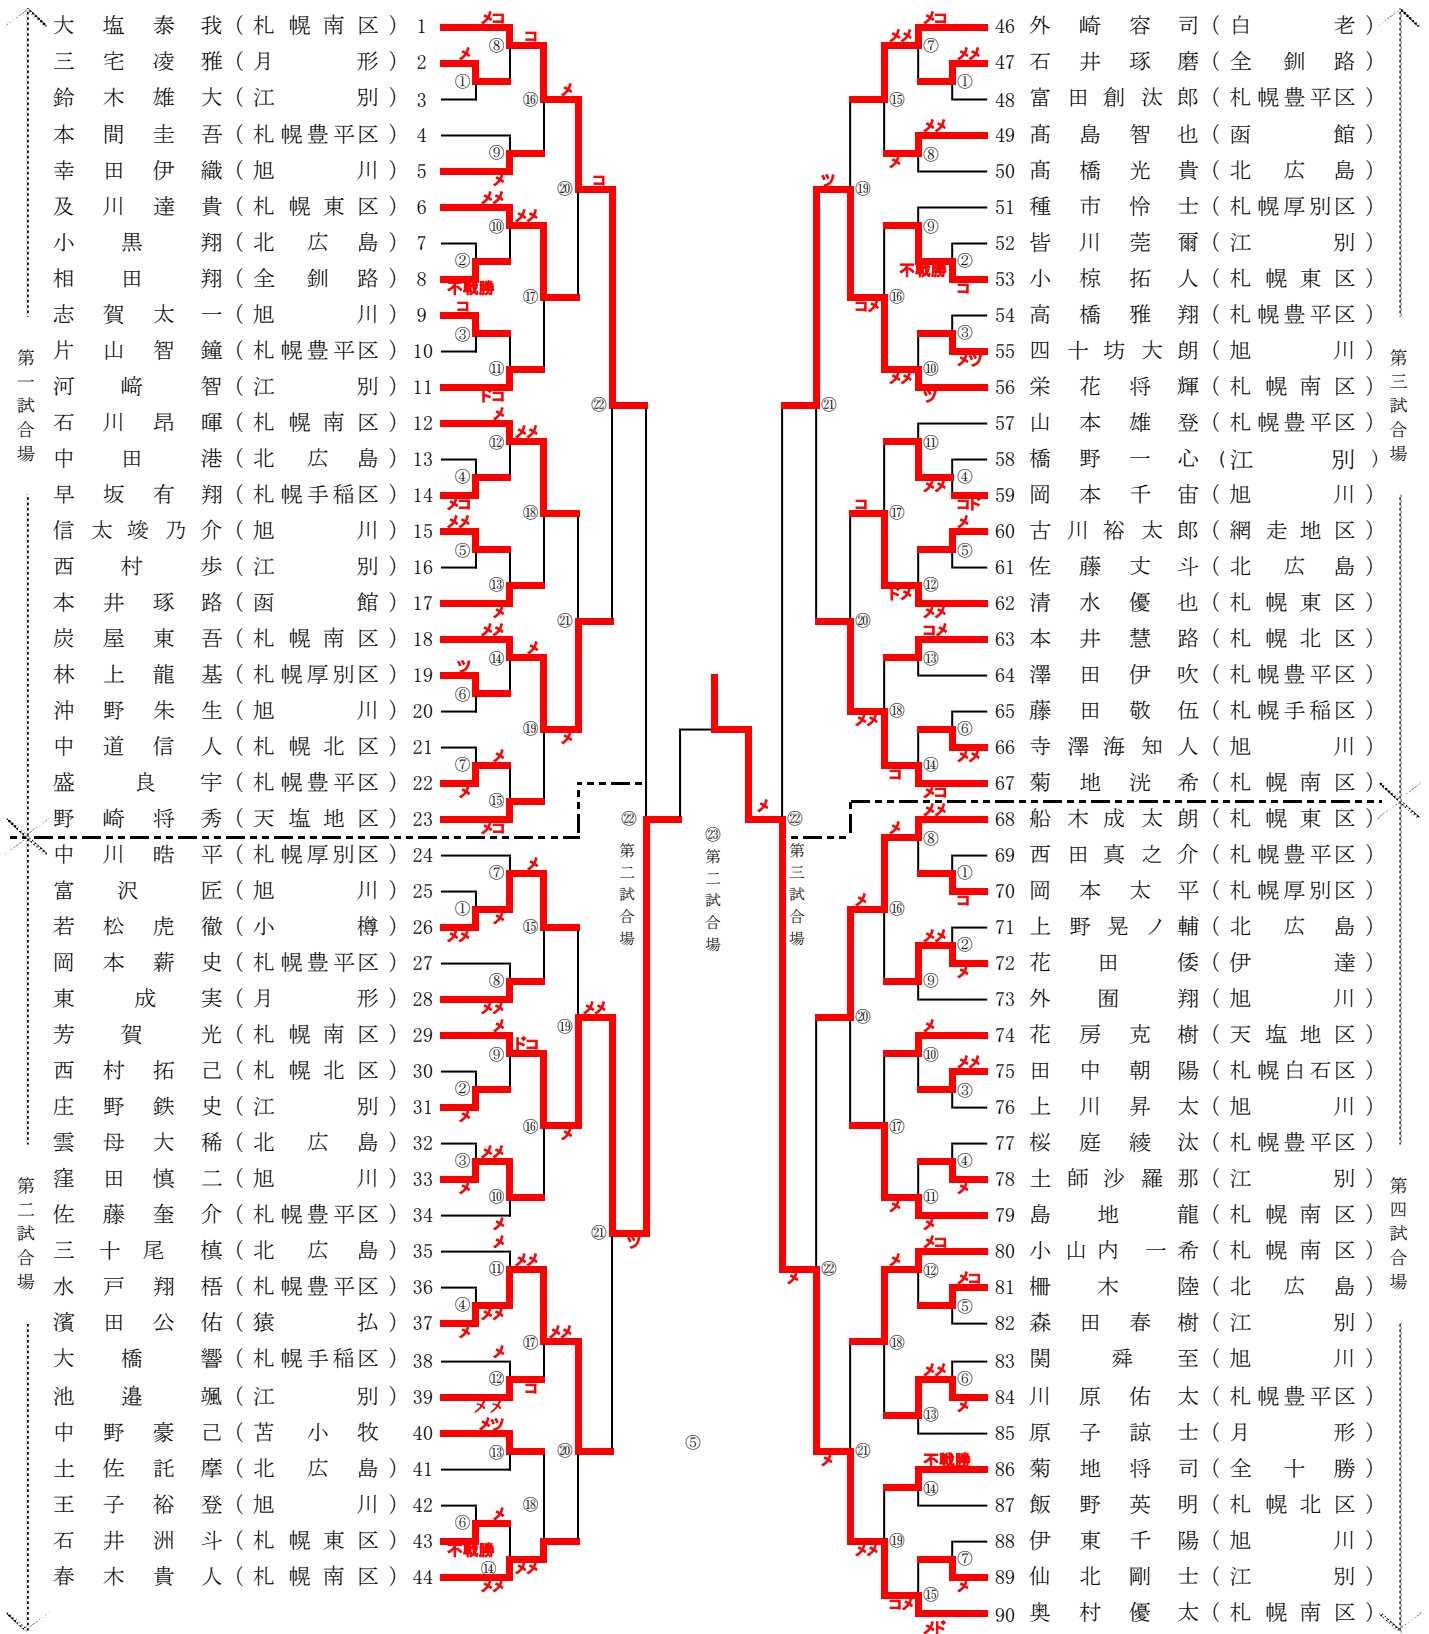 大塩泰我(札幌南区) 1
三宅凌雅(月形) 2
鈴木雄大(江別) 3
本間圭吾(札幌豊平区) 4
幸田伊織(旭川) 5
及川達貴(札幌東区) 6
小黒翔(北広島) 7
相田翔(全釧路) 8
志賀太一(旭川) 9
片山智鐘(札幌豊平区) 10
河﨑智(江別) 11
石川昂暉(札幌南区) 12
中田港(北広島) 13
早坂有翔(札幌手稲区) 14
信太竣乃介(旭川) 15
西村歩(江別) 16
本井琢路(函館) 17
炭屋東吾(札幌南区) 18
林上龍基(札幌厚別区) 19
沖野朱生(旭川) 20
中道信人(札幌北区) 21
盛良宇(札幌豊平区) 22
野崎将秀(天塩地区) 23
中川晧平(札幌厚別区) 24
富沢匠(旭川) 25
若松虎徹(小樽) 26
岡本薪史(札幌豊平区) 27
東成実(月形) 28
芳賀光(札幌南区) 29
西村拓己(札幌北区) 30
庄野鉄史(江別) 31
雲母大稀(北広島) 32
窪田慎二(旭川) 33
佐藤奎介(札幌豊平区) 34
三十尾槙(北広島) 35
水戸翔梧(札幌豊平区) 36
濱田公佑(猿払) 37
大橋響(札幌手稲区) 38
池邉颯(江別) 39
中野豪己(苫小牧 40
土佐託摩(北広島) 41
王子裕登(旭川) 42
石井洲斗(札幌東区) 43
春木貴人(札幌南区) 44
第一試合場
第二試合場
㉒ 第二試合場
㉓ 第二試合場
㉒ 第三試合場
⑤
46 外崎容司(白老)
47 石井琢磨(全釧路)
48 富田創汰郎(札幌豊平区)
49 髙島智也(函館)
50 髙橋光貴(北広島)
51 種市怜士(札幌厚別区)
52 皆川莞爾(江別)
53 小椋拓人(札幌東区)
54 高橋雅翔(札幌豊平区)
55 四十坊大朗(旭川)
56 栄花将輝(札幌南区)
57 山本雄登(札幌豊平区)
58 橋野一心(江別)
59 岡本千宙(旭川)
60 古川裕太郎(網走地区)
61 佐藤丈斗(北広島)
62 清水優也(札幌東区)
63 本井慧路(札幌北区)
64 澤田伊吹(札幌豊平区)
65 藤田敬伍(札幌手稲区)
66 寺澤海知人(旭川)
67 菊地洸希(札幌南区)
68 船木成太朗(札幌東区)
69 西田真之介(札幌豊平区)
70 岡本太平(札幌厚別区)
71 上野晃ノ輔(北広島)
72 花田倭(伊達)
73 外囿翔(旭川)
74 花房克樹(天塩地区)
75 田中朝陽(札幌白石区)
76 上川昇太(旭川)
77 桜庭綾汰(札幌豊平区)
78 土師沙羅那(江別)
79 島地龍(札幌南区)
80 小山内一希(札幌南区)
81 柵木陸(北広島)
82 森田春樹(江別)
83 関舜至(旭川)
84 川原佑太(札幌豊平区)
85 原子諒士(月形)
86 菊地将司(全十勝)
87 飯野英明(札幌北区)
88 伊東千陽(旭川)
89 仙北剛士(江別)
90 奥村優太(札幌南区)
第三試合場
第四試合場